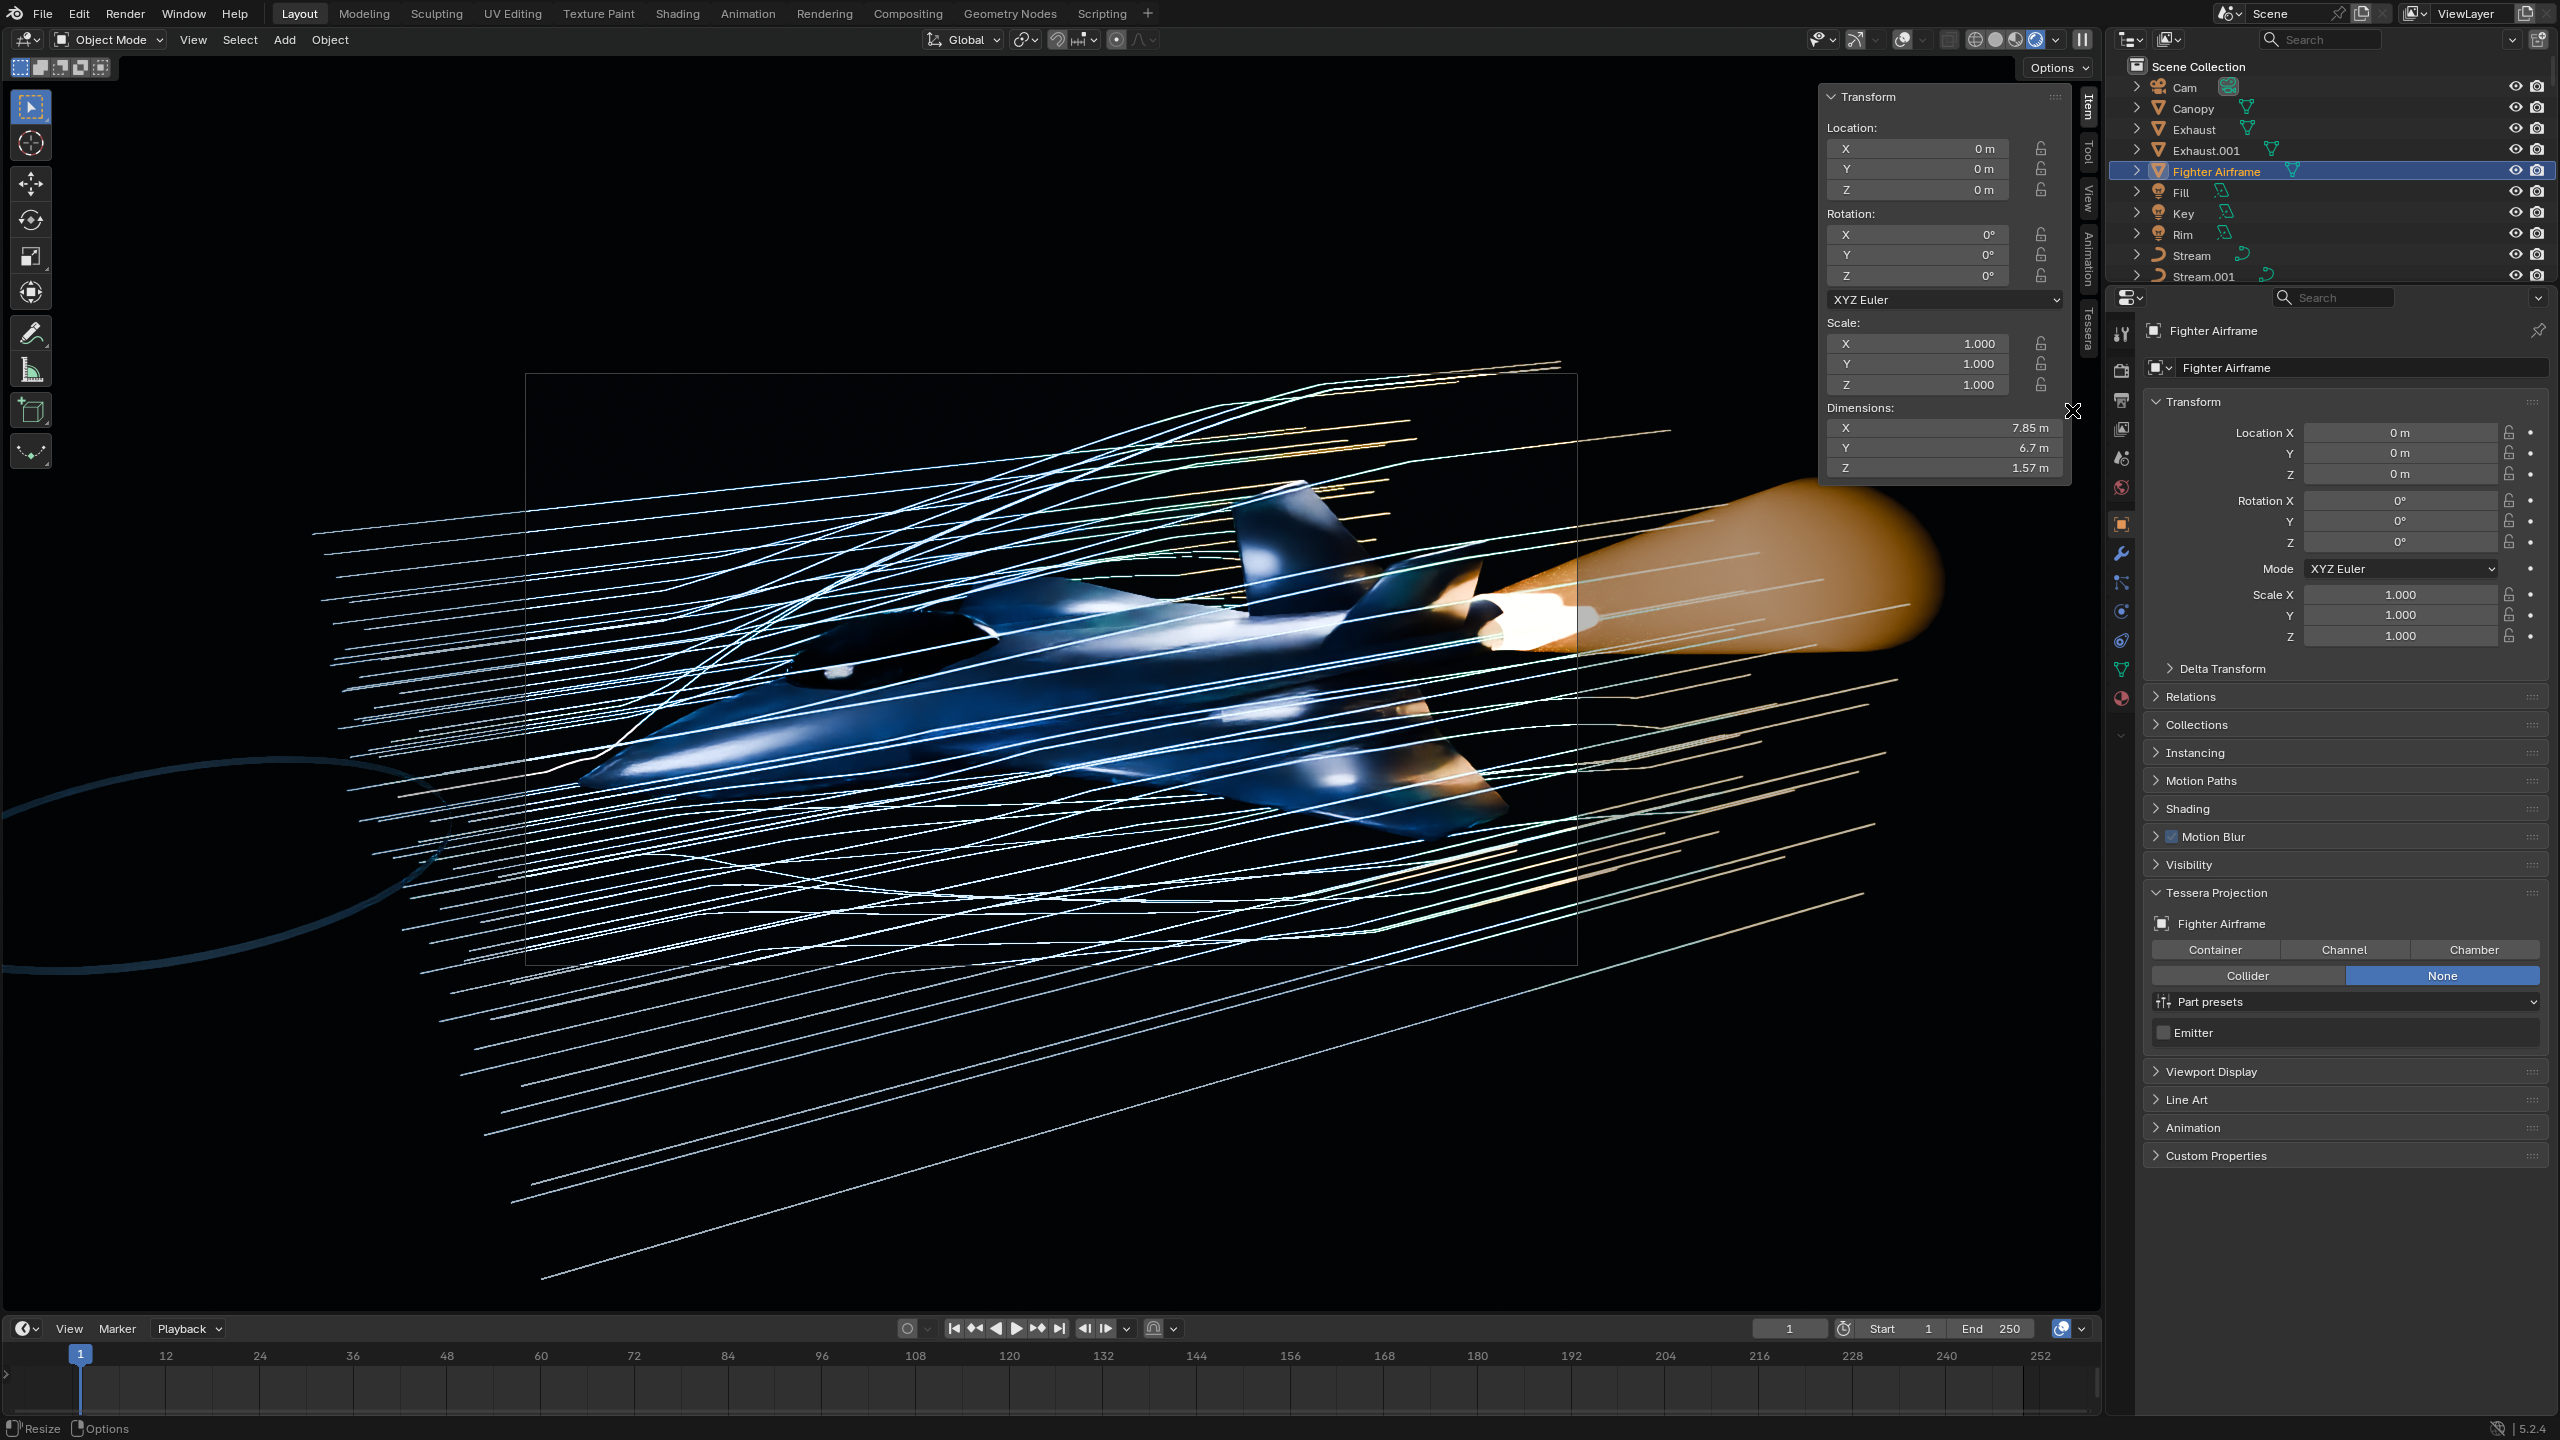 File Edit Render Window Help Layout Modeling Sculpting UV Editing Texture Paint Shading Animation Rendering Compositing Geometry Nodes Scripting + Scene ViewLayer
Object Mode View Select Add Object Global Search
Options
Transform
Location:
X 0 m
Y 0 m
Z 0 m
Rotation:
X 0°
Y 0°
Z 0°
XYZ Euler
Scale:
X 1.000
Y 1.000
Z 1.000
Dimensions:
X 7.85 m
Y 6.7 m
Z 1.57 m
Item
Tool
View
Animation
Tessera
Scene Collection
Cam
Canopy
Exhaust
Exhaust.001
Fighter Airframe
Fill
Key
Rim
Stream
Stream.001
Search
Fighter Airframe
Fighter Airframe
Transform
Location X 0 m
Y 0 m
Z 0 m
Rotation X 0°
Y 0°
Z 0°
Mode XYZ Euler
Scale X 1.000
Y 1.000
Z 1.000
Delta Transform
Relations
Collections
Instancing
Motion Paths
Shading
Motion Blur
Visibility
Tessera Projection
Fighter Airframe
Container Channel Chamber
Collider None
Part presets
Emitter
Viewport Display
Line Art
Animation
Custom Properties
View Marker Playback 1 Start 1 End 250
1 12 24 36 48 60 72 84 96 108 120 132 144 156 168 180 192 204 216 228 240 252
Resize Options 5.2.4